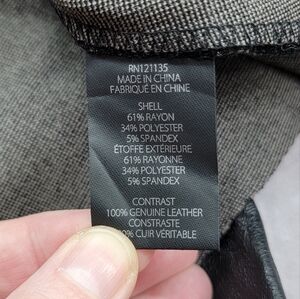 RN121135
MADE IN CHINA
FABRIQUÉ EN CHINE
SHELL
61% RAYON
34% POLYESTER
5% SPANDEX
ÉTOFFE EXTÉRIEURE
61% RAYONNE
34% POLYESTER
5% SPANDEX
CONTRAST
100% GENUINE LEATHER
CONSTRASTE
00% CUIR VÉRITABLE